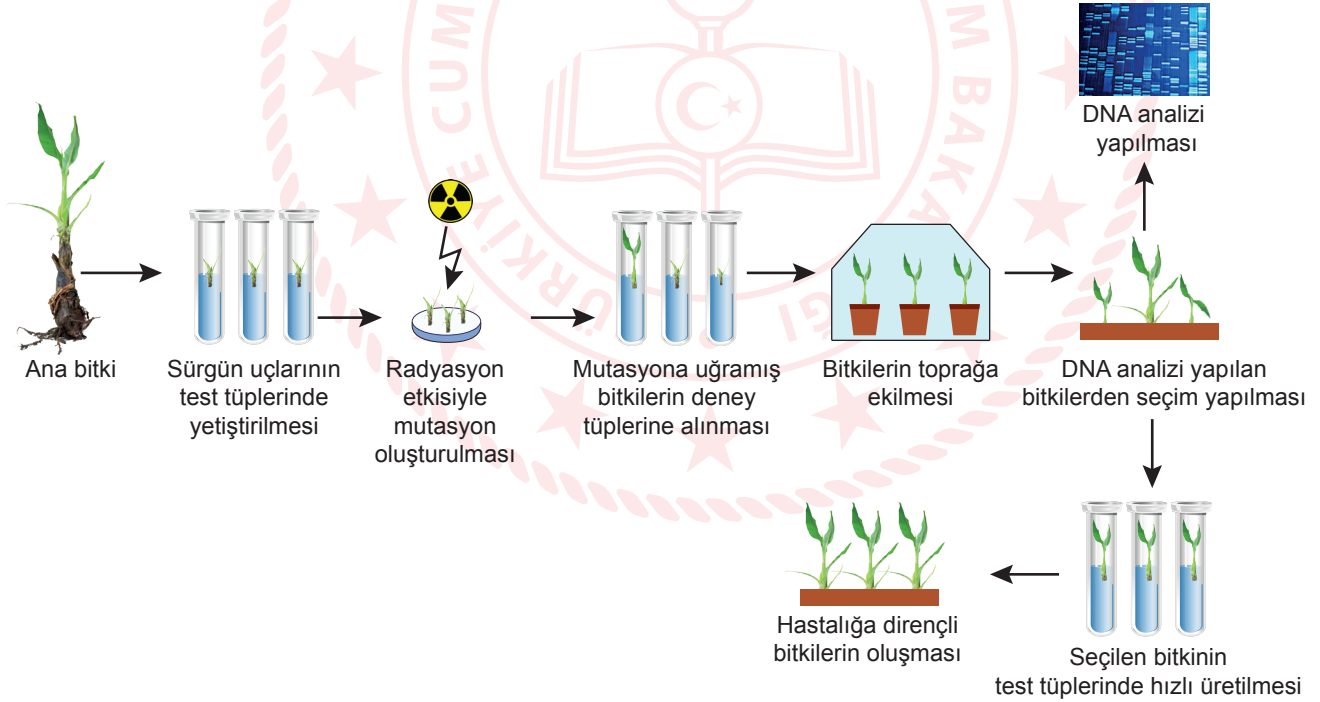 DNA analizi
yapılması
Ana bitki
Sürgün uçlarının
test tüplerinde
yetiştirilmesi
Radyasyon
etkisiyle
mutasyon
oluşturulması
Mutasyona uğramış
bitkilerin deney
tüplerine alınması
Bitkilerin toprağa
ekilmesi
DNA analizi yapılan
bitkilerden seçim yapılması
Hastalığa dirençli
bitkilerin oluşması
Seçilen bitkinin
test tüplerinde hızlı üretilmesi